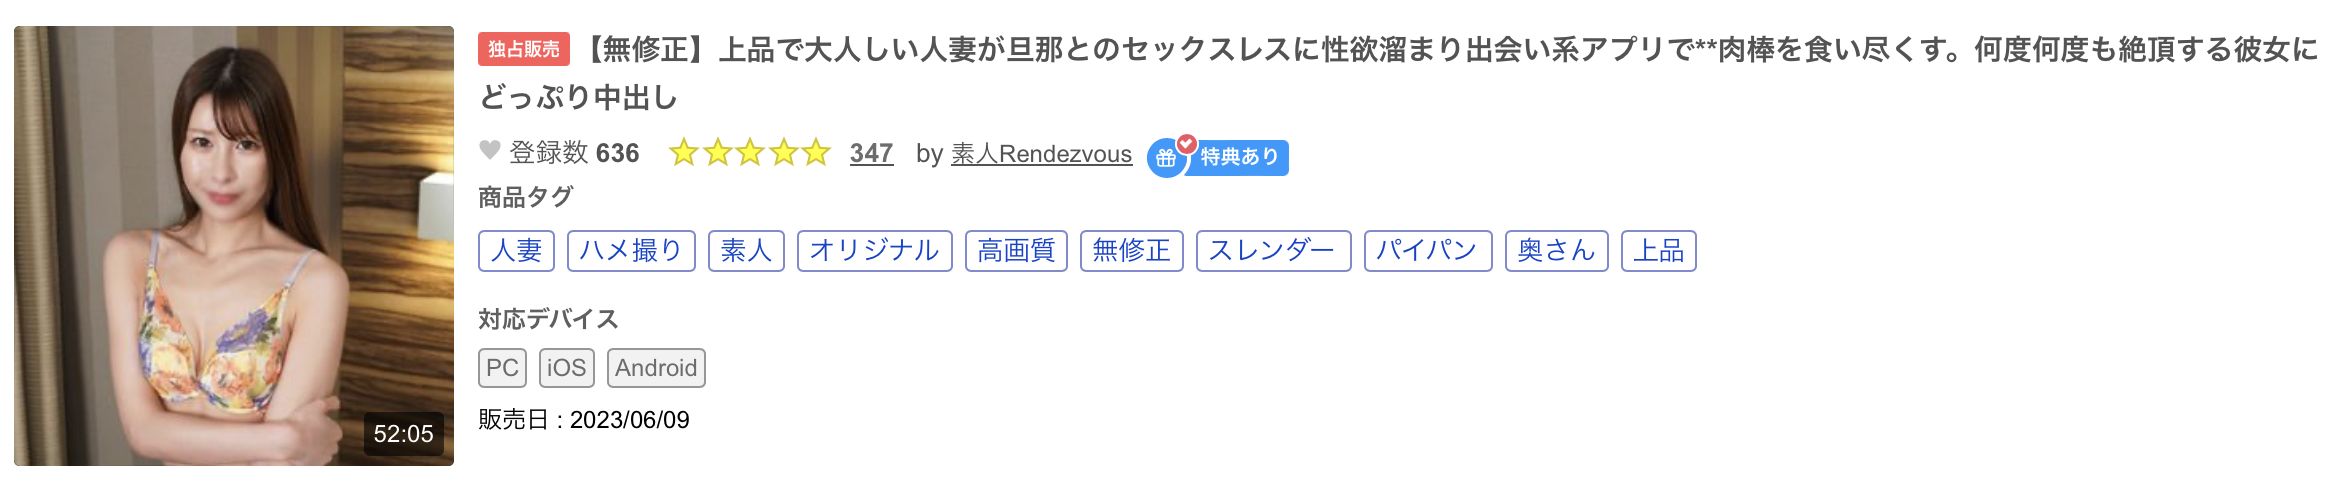 独占販売 【無修正】上品で大人しい人妻が旦那とのセックスレスに性欲溜まり出会い系アプリで**肉棒を食い尽くす。何度何度も絶頂する彼女に
どっぷり中出し
登録数 636 347 by 素人Rendezvous 特典あり
商品タグ
人妻 ハメ撮り 素人 オリジナル 高画質 無修正 スレンダー パイパン 奥さん 上品
対応デバイス
PC iOS Android
販売日 : 2023/06/09
52:05